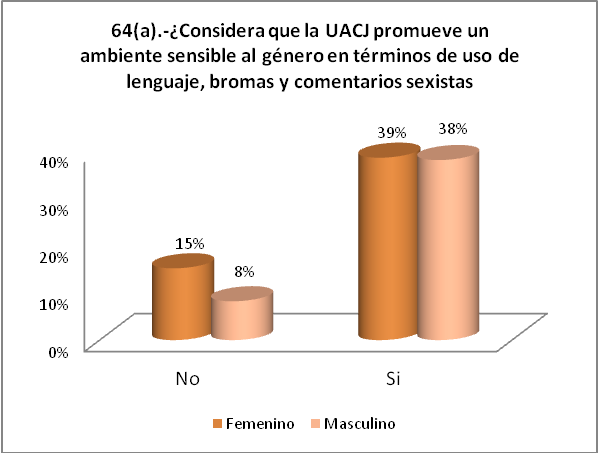 64(a).-¿Considera que la UACJ promueve un
ambiente sensible al género en términos de uso de
lenguaje, bromas y comentarios sexistas
39%
38%
40%
30%
20%
10%
0%
15%
8%
No
Si
Femenino
Masculino